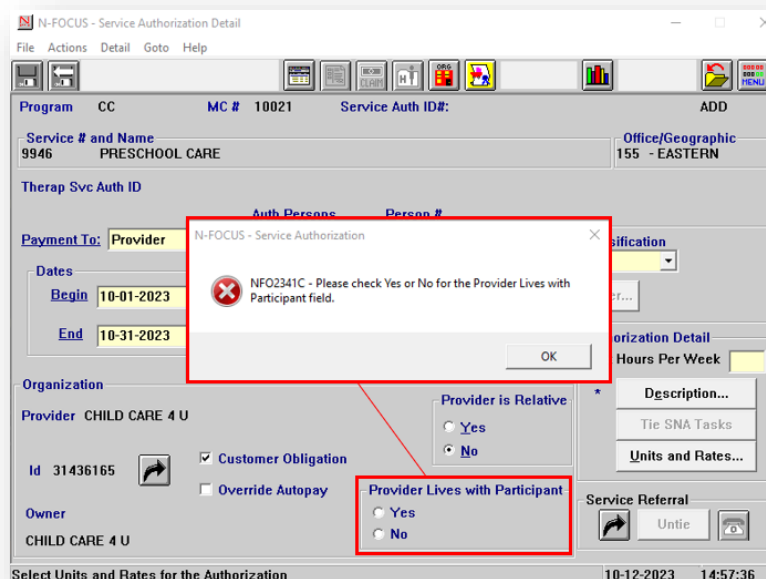 N-FOCUS - Service Authorization Detail
File Actions Detail Goto Help
CLAIM
ORG
MENU
Program CC MC # 10021 Service Auth ID#: ADD
Service # and Name
9946 PRESCHOOL CARE
Office/Geographic
155 - EASTERN
Therap Svc Auth ID
Auth Persons Person #
Payment To: Provider
sification
Dates
Begin 10-01-2023
End 10-31-2023
N-FOCUS - Service Authorization
NFO2341C - Please check Yes or No for the Provider Lives with
Participant field.
OK
er...
orization Detail
Hours Per Week
* Description...
Tie SNA Tasks
Units and Rates...
Organization
Provider CHILD CARE 4 U
Id 31436165
Customer Obligation
Override Autopay
Owner
CHILD CARE 4 U
Provider is Relative
Yes
No
Provider Lives with Participant
Yes
No
Service Referral
Untie
Select Units and Rates for the Authorization 10-12-2023 14:57:36